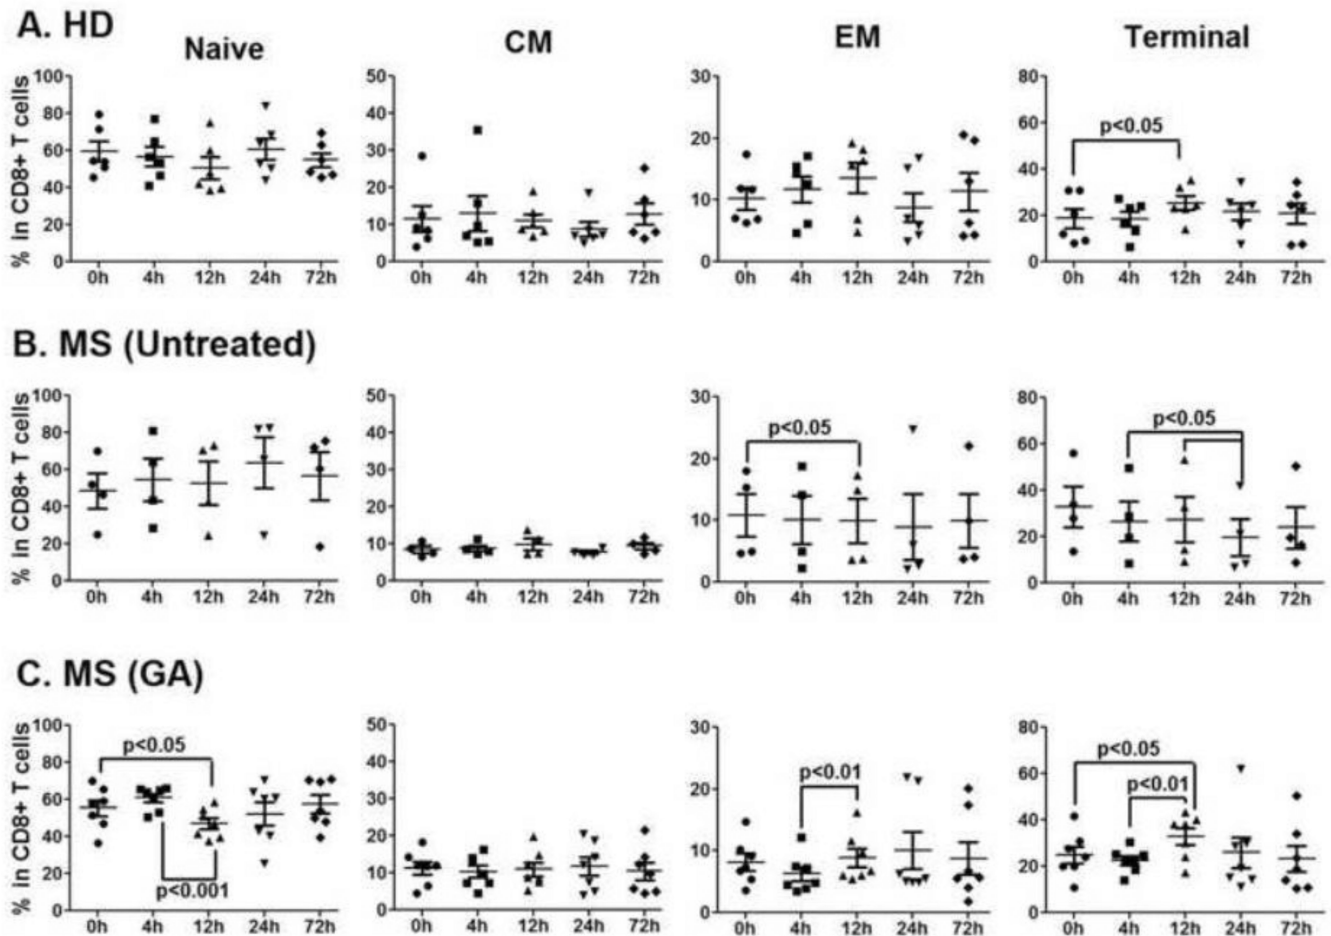 A. HD
Naive CM EM Terminal
% in CD8+ T cells
100 80 60 40 20 0
50 40 30 20 10 0
30 20 10 0
80 60 40 20 0
p<0.05
0h 4h 12h 24h 72h 0h 4h 12h 24h 72h 0h 4h 12h 24h 72h 0h 4h 12h 24h 72h
B. MS (Untreated)
% in CD8+ T cells
100 80 60 40 20 0
50 40 30 20 10 0
30 20 10 0
p<0.05
80 60 40 20 0
p<0.05
0h 4h 12h 24h 72h 0h 4h 12h 24h 72h 0h 4h 12h 24h 72h 0h 4h 12h 24h 72h
C. MS (GA)
% in CD8+ T cells
100 80 60 40 20 0
p<0.05
p<0.001
50 40 30 20 10 0
30 20 10 0
p<0.01
80 60 40 20 0
p<0.05
p<0.01
0h 4h 12h 24h 72h 0h 4h 12h 24h 72h 0h 4h 12h 24h 72h 0h 4h 12h 24h 72h